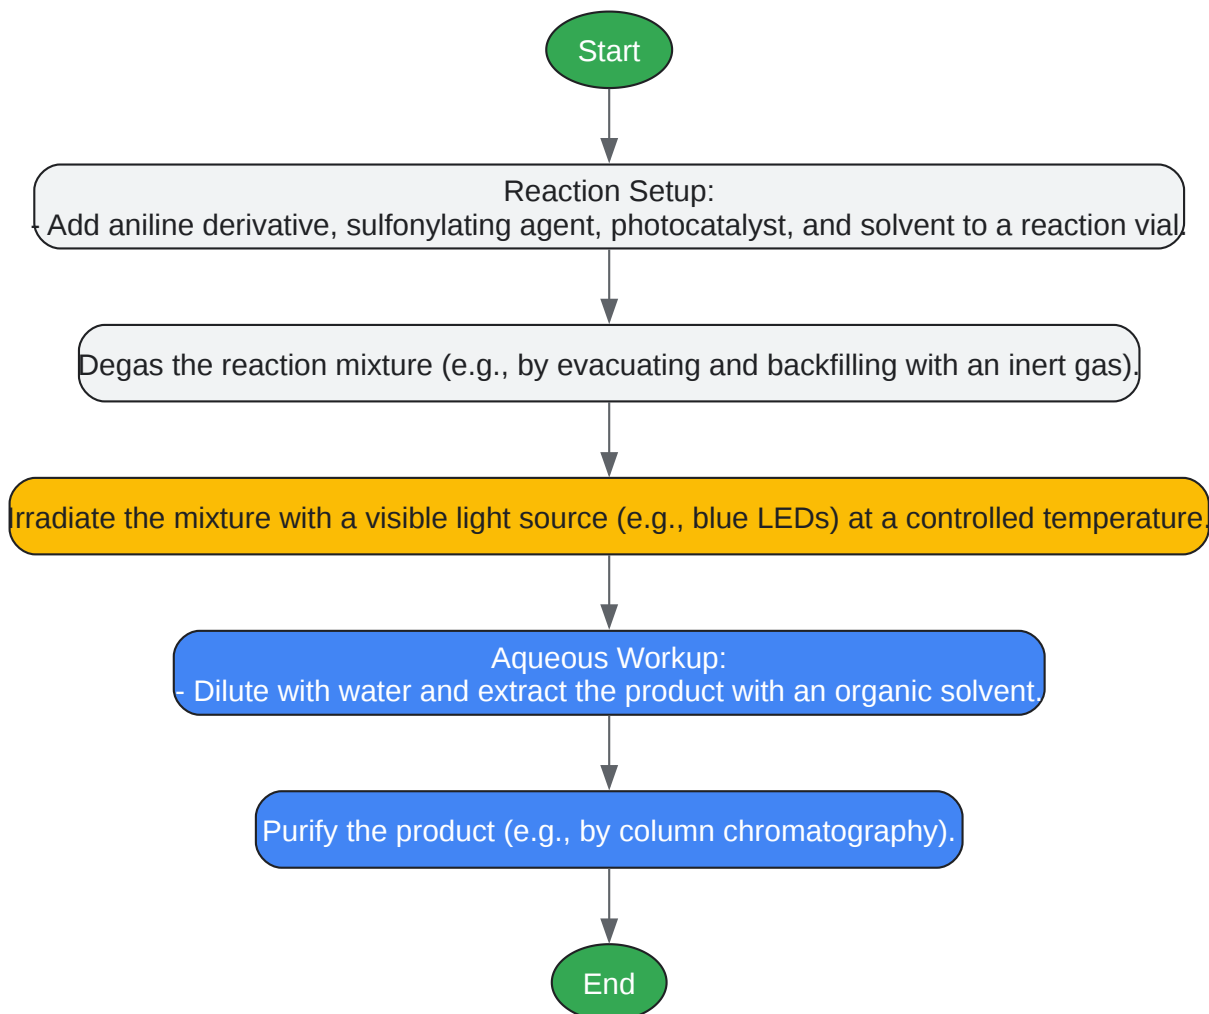 Start
Reaction Setup:
- Add aniline derivative, sulfonylating agent, photocatalyst, and solvent to a reaction vial.
Degas the reaction mixture (e.g., by evacuating and backfilling with an inert gas).
Irradiate the mixture with a visible light source (e.g., blue LEDs) at a controlled temperature.
Aqueous Workup:
- Dilute with water and extract the product with an organic solvent.
Purify the product (e.g., by column chromatography).
End